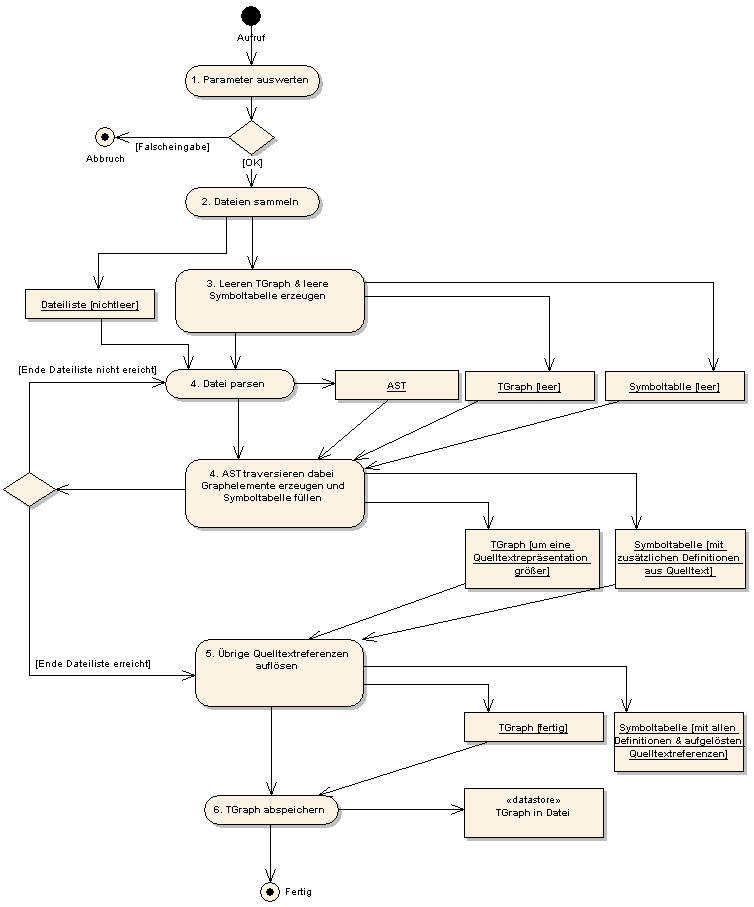 Aufruf
1. Parameter auswerten
[Falscheingabe]
Abbruch
[OK]
2. Dateien sammeln
3. Leeren TGraph & leere
Symboltabelle erzeugen
Dateiliste [nichtleer]
[Ende Dateiliste nicht erreicht]
4. Datei parsen
AST
TGraph [leer]
Symboltablle [leer]
4. AST traversieren dabei
Graphelemente erzeugen und
Symboltabelle füllen
TGraph [um eine
Quelltextrepräsentation
größer]
Symboltabelle [mit
zusätzlichen Definitionen
aus Quelltext]
5. Übrige Quelltextreferenzen
auflösen
[Ende Dateiliste erreicht]
TGraph [fertig]
Symboltabelle [mit allen
Definitionen & aufgelösten
Quelltextreferenzen]
6. TGraph abspeichern
«datastore»
TGraph in Datei
Fertig